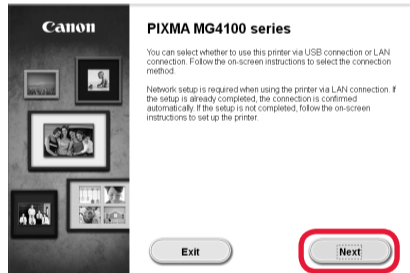 Canon
PIXMA MG4100 series
You can select whether to use this printer via USB connection or LAN
connection. Follow the on-screen instructions to select the connection
method.
Network setup is required when using the printer via LAN connection. If
the setup is already completed, the connection is confirmed
automatically. If the setup is not completed, follow the on-screen
instructions to set up the printer.
Exit
Next